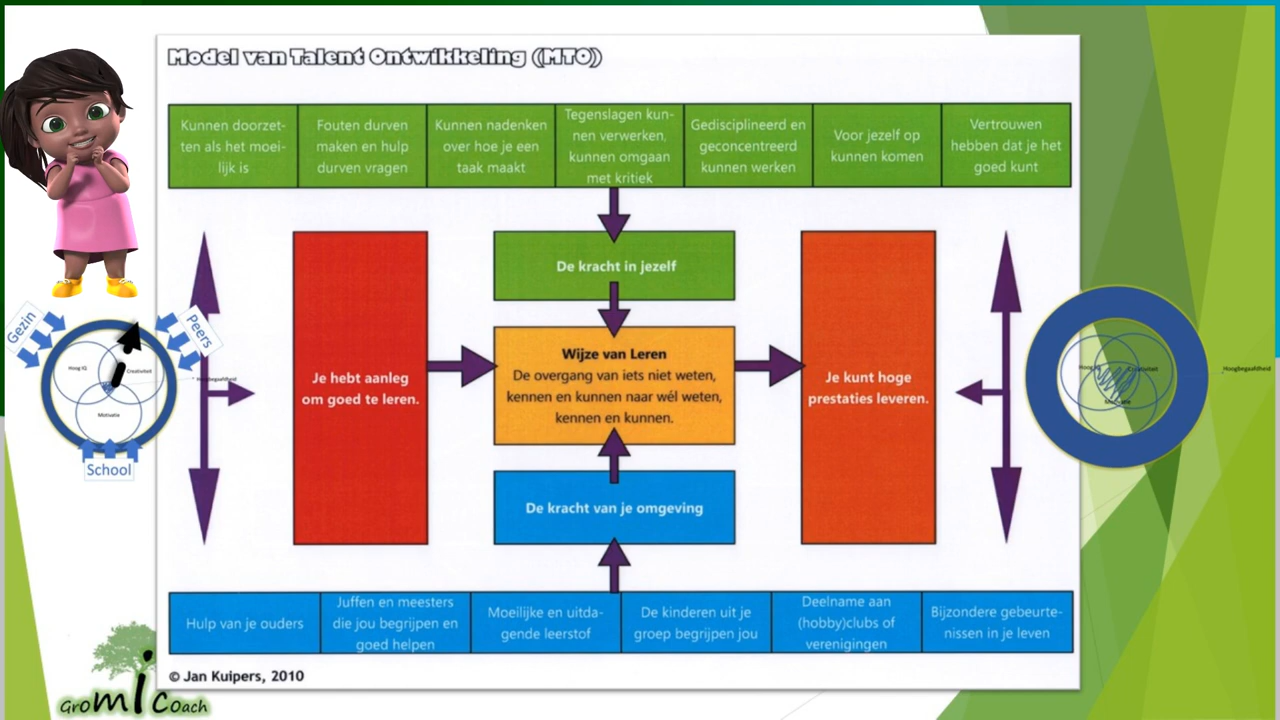 Model van Talent Ontwikkeling (MTO)
Kunnen doorzet-
ten als het moei-
lijk is
Fouten durven
maken en hulp
durven vragen
Kunnen nadenken
over hoe je een
taak maakt
Tegenslagen kun-
nen verwerken,
kunnen omgaan
met kritiek
Gedisciplineerd en
geconcentreerd
kunnen werken
Voor jezelf op
kunnen komen
Vertrouwen
hebben dat je het
goed kunt
De kracht in jezelf
Je hebt aanleg
om goed te leren.
Wijze van Leren
De overgang van iets niet weten,
kennen en kunnen naar wél weten,
kennen en kunnen.
Je kunt hoge
prestaties leveren.
De kracht van je omgeving
Hulp van je ouders
Juffen en meesters
die jou begrijpen en
goed helpen
Moeilijke en uitda-
gende leerstof
De kinderen uit je
groep begrijpen jou
Deelname aan
(hobby)clubs of
verenigingen
Bijzondere gebeurte-
nissen in je leven
© Jan Kuipers, 2010
Gezin
Peers
Hoog IQ
Creativiteit
Motivatie
Hoogbegaafdheid
School
Hoog IQ
Creativiteit
Motivatie
Hoogbegaafdheid
GromiCoach